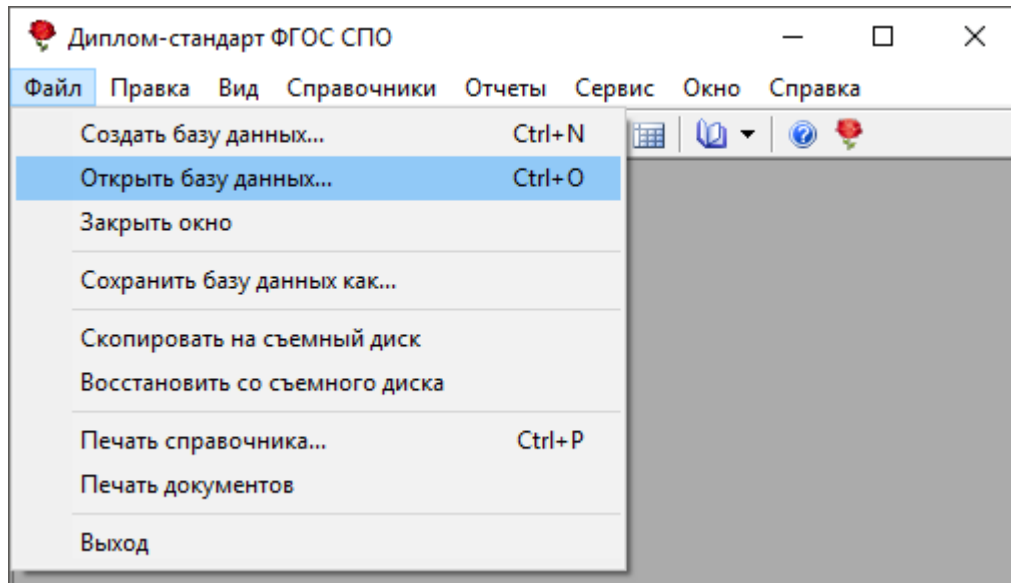 Диплом-стандарт ФГОС СПО
Файл Правка Вид Справочники Отчеты Сервис Окно Справка
Создать базу данных... Ctrl+N
Открыть базу данных... Ctrl+O
Закрыть окно
Сохранить базу данных как...
Скопировать на съемный диск
Восстановить со съемного диска
Печать справочника... Ctrl+P
Печать документов
Выход